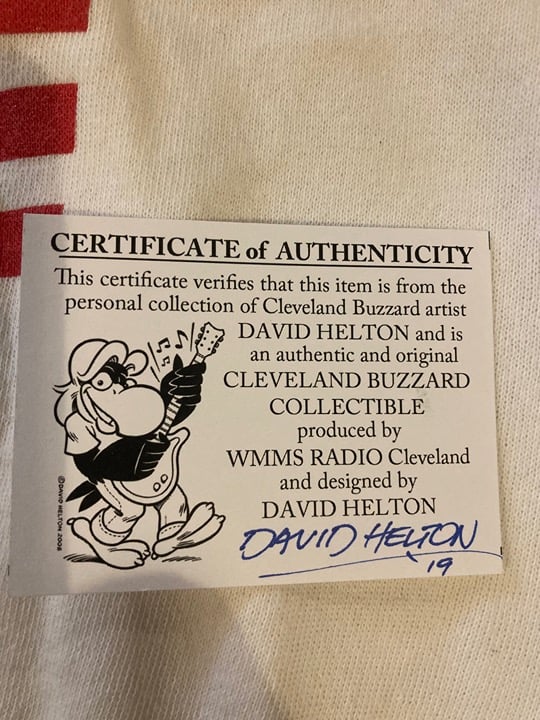 CERTIFICATE of AUTHENTICITY
This certificate verifies that this item is from the
personal collection of Cleveland Buzzard artist
DAVID HELTON and is
an authentic and original
CLEVELAND BUZZARD
COLLECTIBLE
produced by
WMMS RADIO Cleveland
and designed by
DAVID HELTON
DAVID HELTON
19
©DAVID HELTON 2008